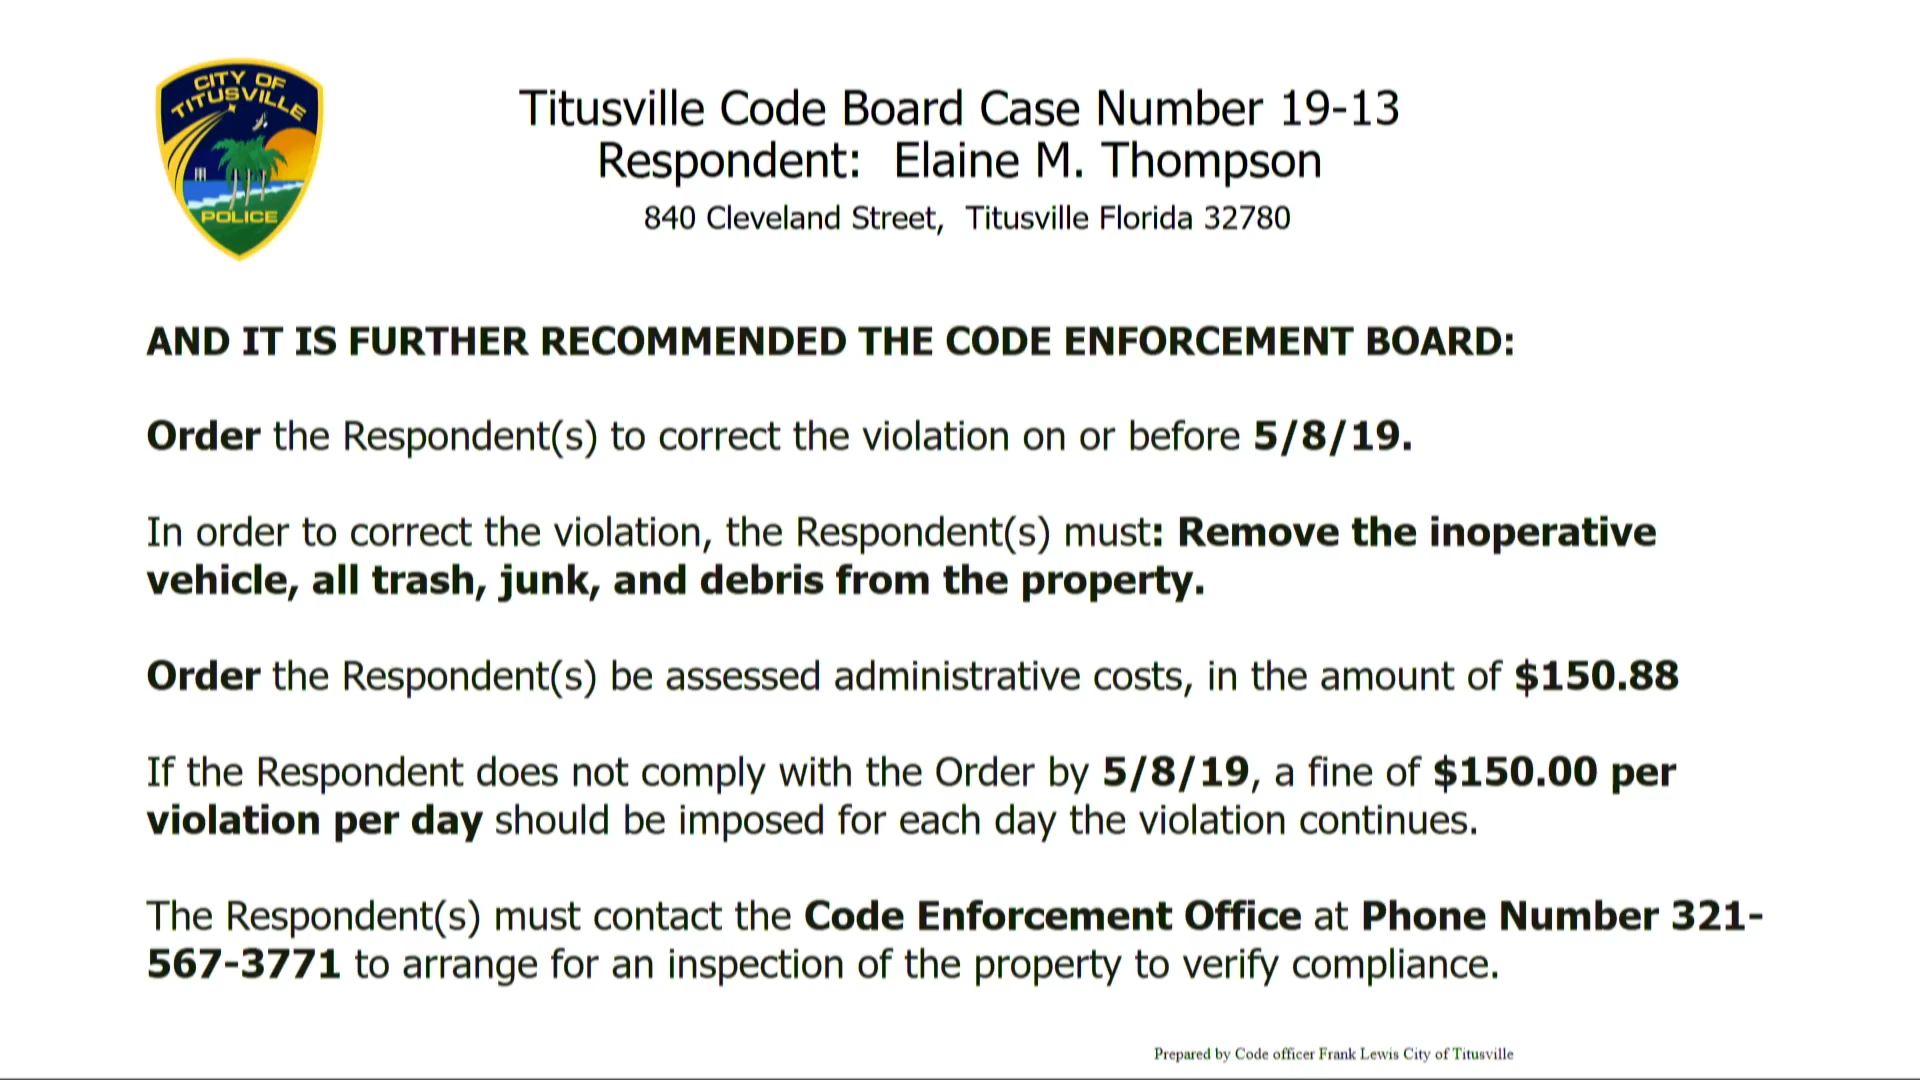 CITY OF
TITUSVILLE
POLICE
Titusville Code Board Case Number 19-13
Respondent:  Elaine M. Thompson
840 Cleveland Street,  Titusville Florida 32780
AND IT IS FURTHER RECOMMENDED THE CODE ENFORCEMENT BOARD:
Order the Respondent(s) to correct the violation on or before 5/8/19.
In order to correct the violation, the Respondent(s) must: Remove the inoperative
vehicle, all trash, junk, and debris from the property.
Order the Respondent(s) be assessed administrative costs, in the amount of $150.88
If the Respondent does not comply with the Order by 5/8/19, a fine of $150.00 per
violation per day should be imposed for each day the violation continues.
The Respondent(s) must contact the Code Enforcement Office at Phone Number 321-
567-3771 to arrange for an inspection of the property to verify compliance.
Prepared by Code officer Frank Lewis City of Titusville